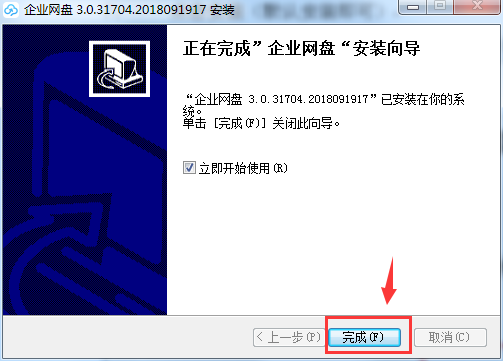 企业网盘 3.0.31704.2018091917 安装
正在完成”企业网盘“安装向导
“企业网盘 3.0.31704.2018091917”已安装在你的系
统。
单击 [完成(F)] 关闭此向导。
立即开始使用(R)
< 上一步(P)
完成(F)
取消(C)